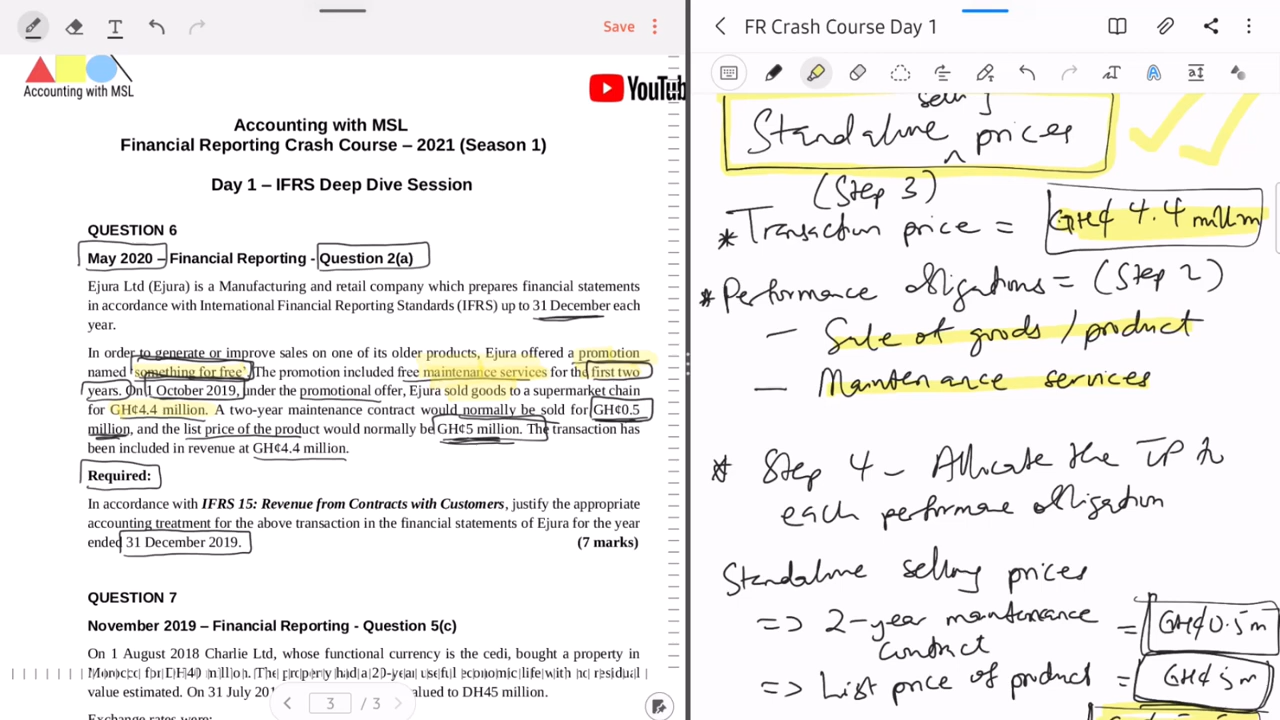 Save
Accounting with MSL
YouTub
Accounting with MSL
Financial Reporting Crash Course – 2021 (Season 1)
Day 1 – IFRS Deep Dive Session
QUESTION 6
May 2020 – Financial Reporting - Question 2(a)
Ejura Ltd (Ejura) is a Manufacturing and retail company which prepares financial statements
in accordance with International Financial Reporting Standards (IFRS) up to 31 December each
year.
In order to generate or improve sales on one of its older products, Ejura offered a promotion
named 'something for free'. The promotion included free maintenance services for the first two
years. On 1 October 2019, under the promotional offer, Ejura sold goods to a supermarket chain
for GH¢4.4 million. A two-year maintenance contract would normally be sold for GH¢0.5
million, and the list price of the product would normally be GH¢5 million. The transaction has
been included in revenue at GH¢4.4 million.
Required:
In accordance with IFRS 15: Revenue from Contracts with Customers, justify the appropriate
accounting treatment for the above transaction in the financial statements of Ejura for the year
ended 31 December 2019. (7 marks)
QUESTION 7
November 2019 – Financial Reporting - Question 5(c)
On 1 August 2018 Charlie Ltd, whose functional currency is the cedi, bought a property in
Morocco for DH40 million. The property had a 20-year useful economic life with no residual
value estimated. On 31 July 201 alued to DH45 million.
Exchange rates were:
3 / 3
FR Crash Course Day 1
Standalone prices
(Step 3)
* Transaction price = GH¢ 4.4 million
* Performance obligations = (Step 2)
— Sale of goods / product
— Maintenance services
* Step 4 – Allocate the TP to
each performance obligation
Standalone selling prices
=> 2-year maintenance
contract = GH¢0.5m
=> List price of product = GH¢5m